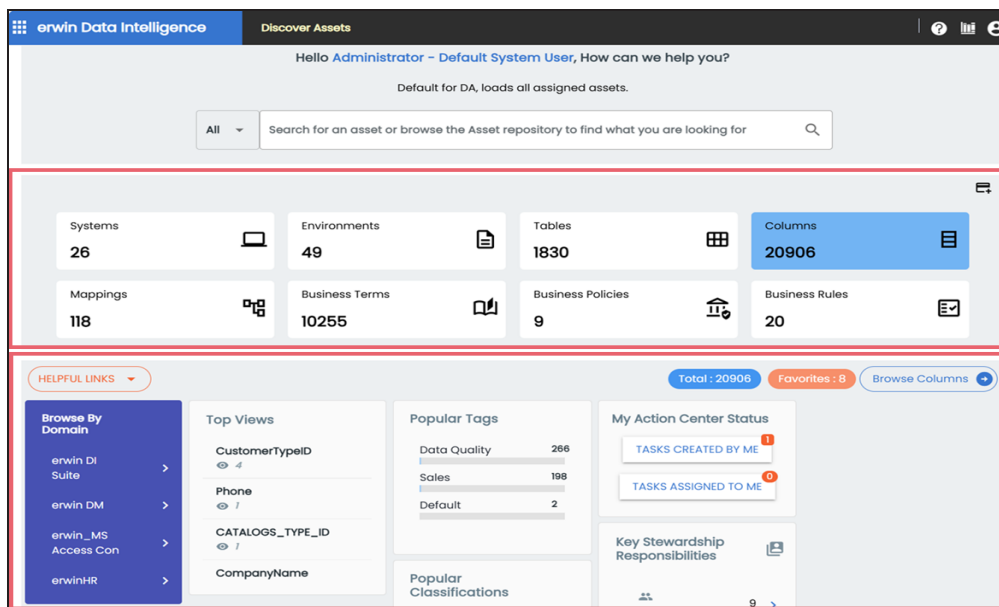 erwin Data Intelligence
Discover Assets
Hello Administrator - Default System User, How can we help you?
Default for DA, loads all assigned assets.
All
Search for an asset or browse the Asset repository to find what you are looking for
Systems
26
Environments
49
Tables
1830
Columns
20906
Mappings
118
Business Terms
10255
Business Policies
9
Business Rules
20
HELPFUL LINKS
Total : 20906
Favorites : 8
Browse Columns
Browse By
Domain
erwin DI
Suite
erwin DM
erwin_MS
Access Con
erwinHR
Top Views
CustomerTypeID
4
Phone
1
CATALOGS_TYPE_ID
1
CompanyName
Popular Tags
Data Quality 266
Sales 198
Default 2
Popular
Classifications
My Action Center Status
TASKS CREATED BY ME 1
TASKS ASSIGNED TO ME 0
Key Stewardship
Responsibilities
9